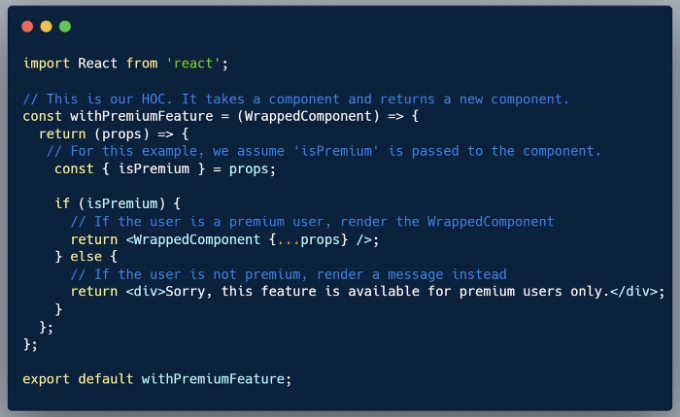 import React from 'react';
// This is our HOC. It takes a component and returns a new component.
const withPremiumFeature = (WrappedComponent) => {
  return (props) => {
   // For this example, we assume 'isPremium' is passed to the component.
    const { isPremium } = props;
    if (isPremium) {
      // If the user is a premium user, render the WrappedComponent
      return <WrappedComponent {...props} />;
    } else {
      // If the user is not premium, render a message instead
      return <div>Sorry, this feature is available for premium users only.</div>;
    }
  };
};
export default withPremiumFeature;